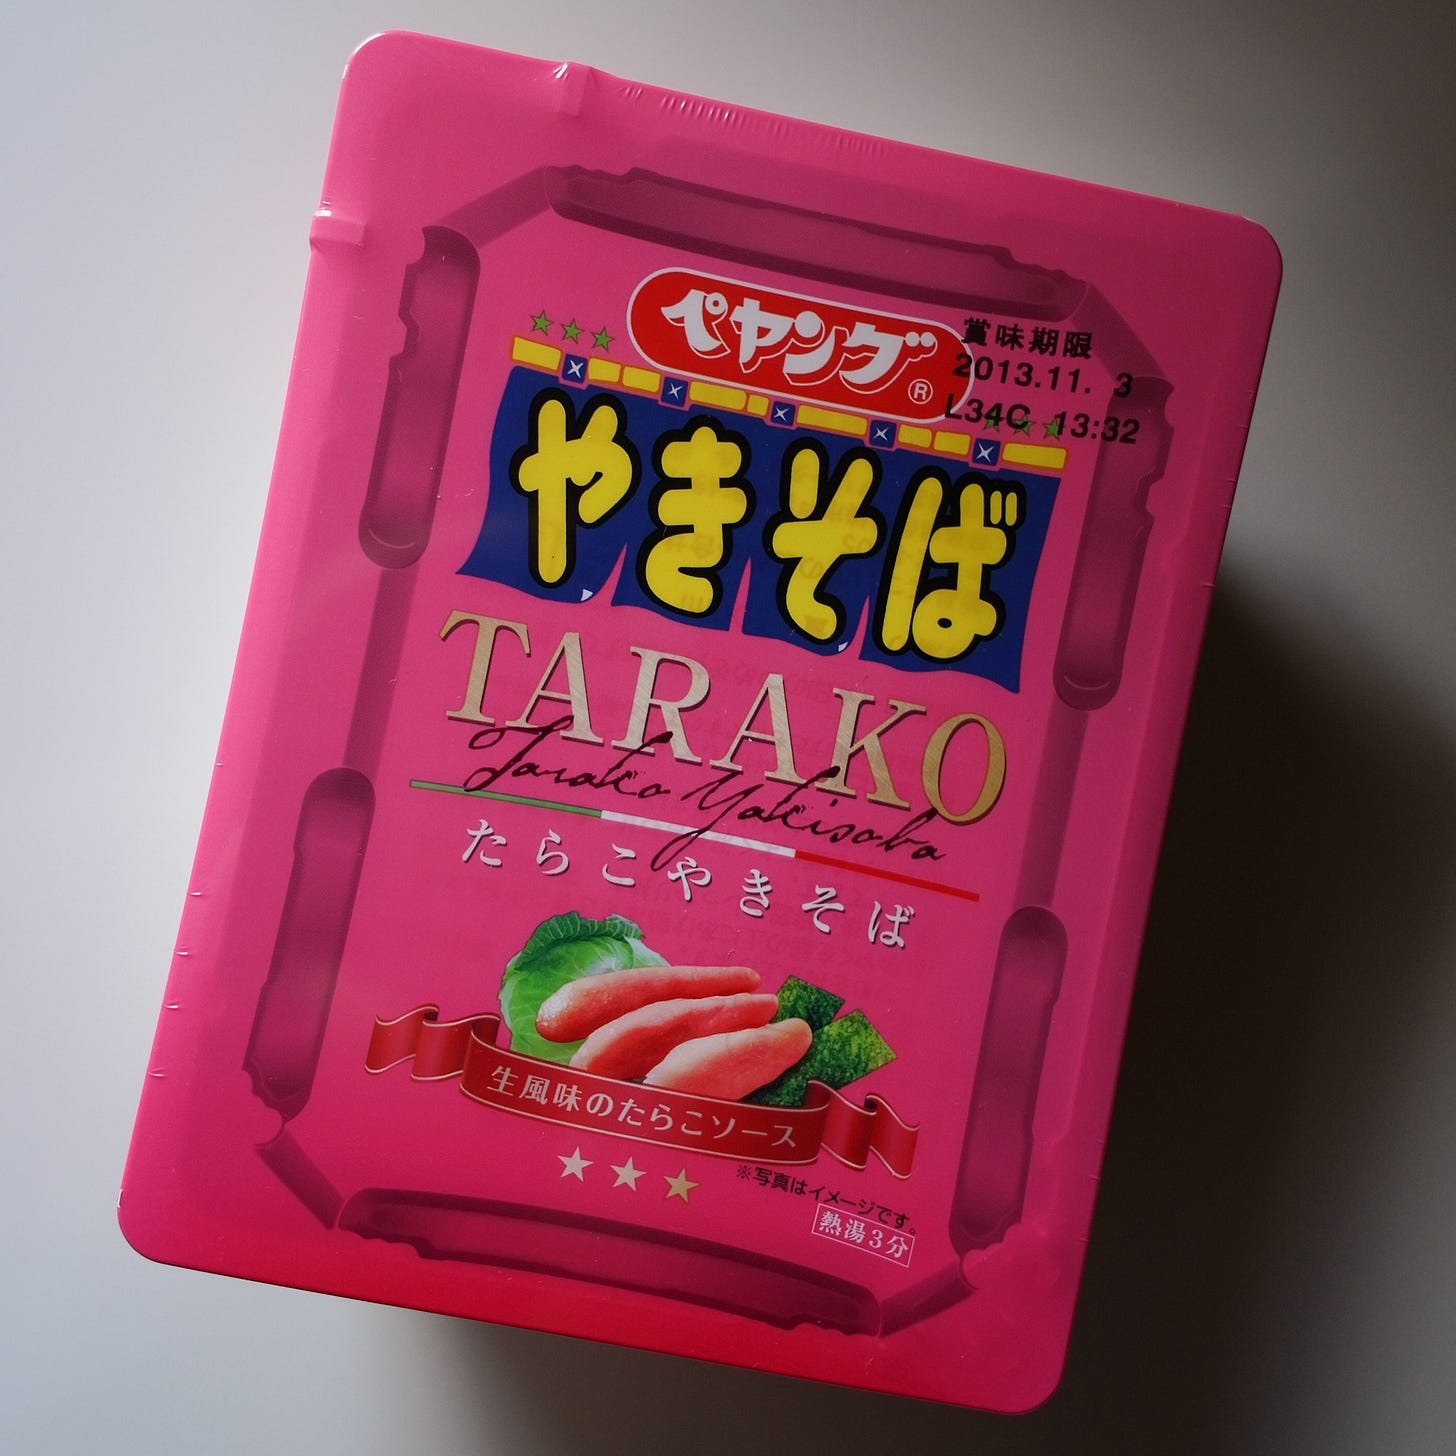 ペヤング®
賞味期限
2013.11. 3
L34C 13:32
やきそば
TARAKO
Tarako Yakisoba
たらこやきそば
生風味のたらこソース
※写真はイメージです。
熱湯3分